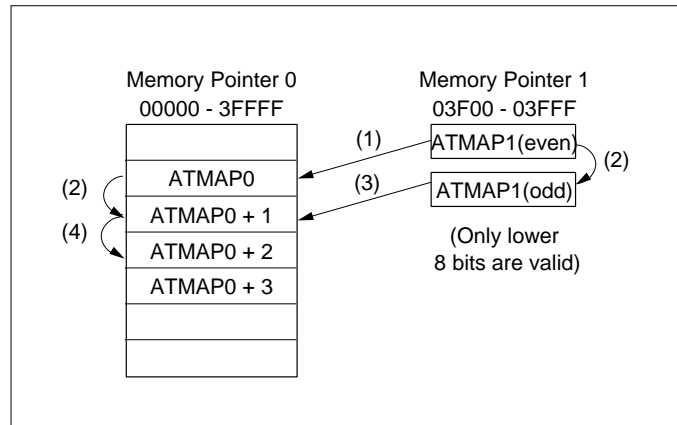 Memory Pointer 0
00000 - 3FFFF
Memory Pointer 1
03F00 - 03FFF
(1)
ATMAP1(even)
(2)
ATMAP0
(2)
(3)
ATMAP1(odd)
ATMAP0 + 1
(4)
ATMAP0 + 2
(Only lower
8 bits are valid)
ATMAP0 + 3